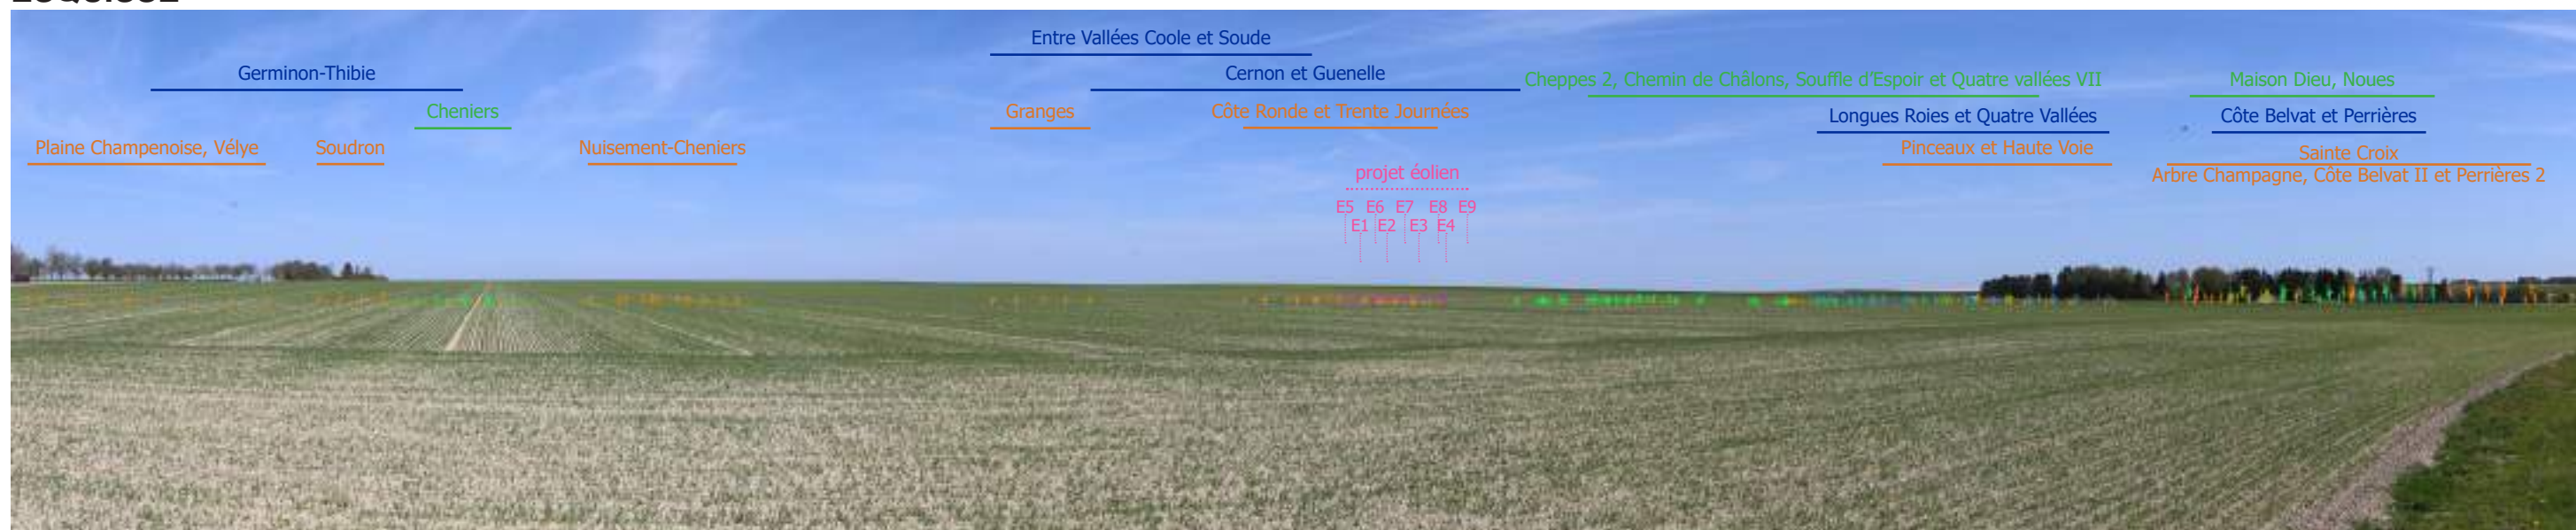 Entre Vallées Coole et Soude
Germinon-Thibie
Cernon et Guenelle
Cheppes 2, Chemin de Châlons, Souffle d'Espoir et Quatre vallées VII
Maison Dieu, Noues
Cheniers
Granges
Côte Ronde et Trente Journées
Longues Roies et Quatre Vallées
Côte Belvat et Perrières
Plaine Champenoise, Vélye
Soudron
Nuisement-Cheniers
Pinceaux et Haute Voie
Sainte Croix
Arbre Champagne, Côte Belvat II et Perrières 2
projet éolien
E5 E6 E7 E8 E9
E1 E2 E3 E4